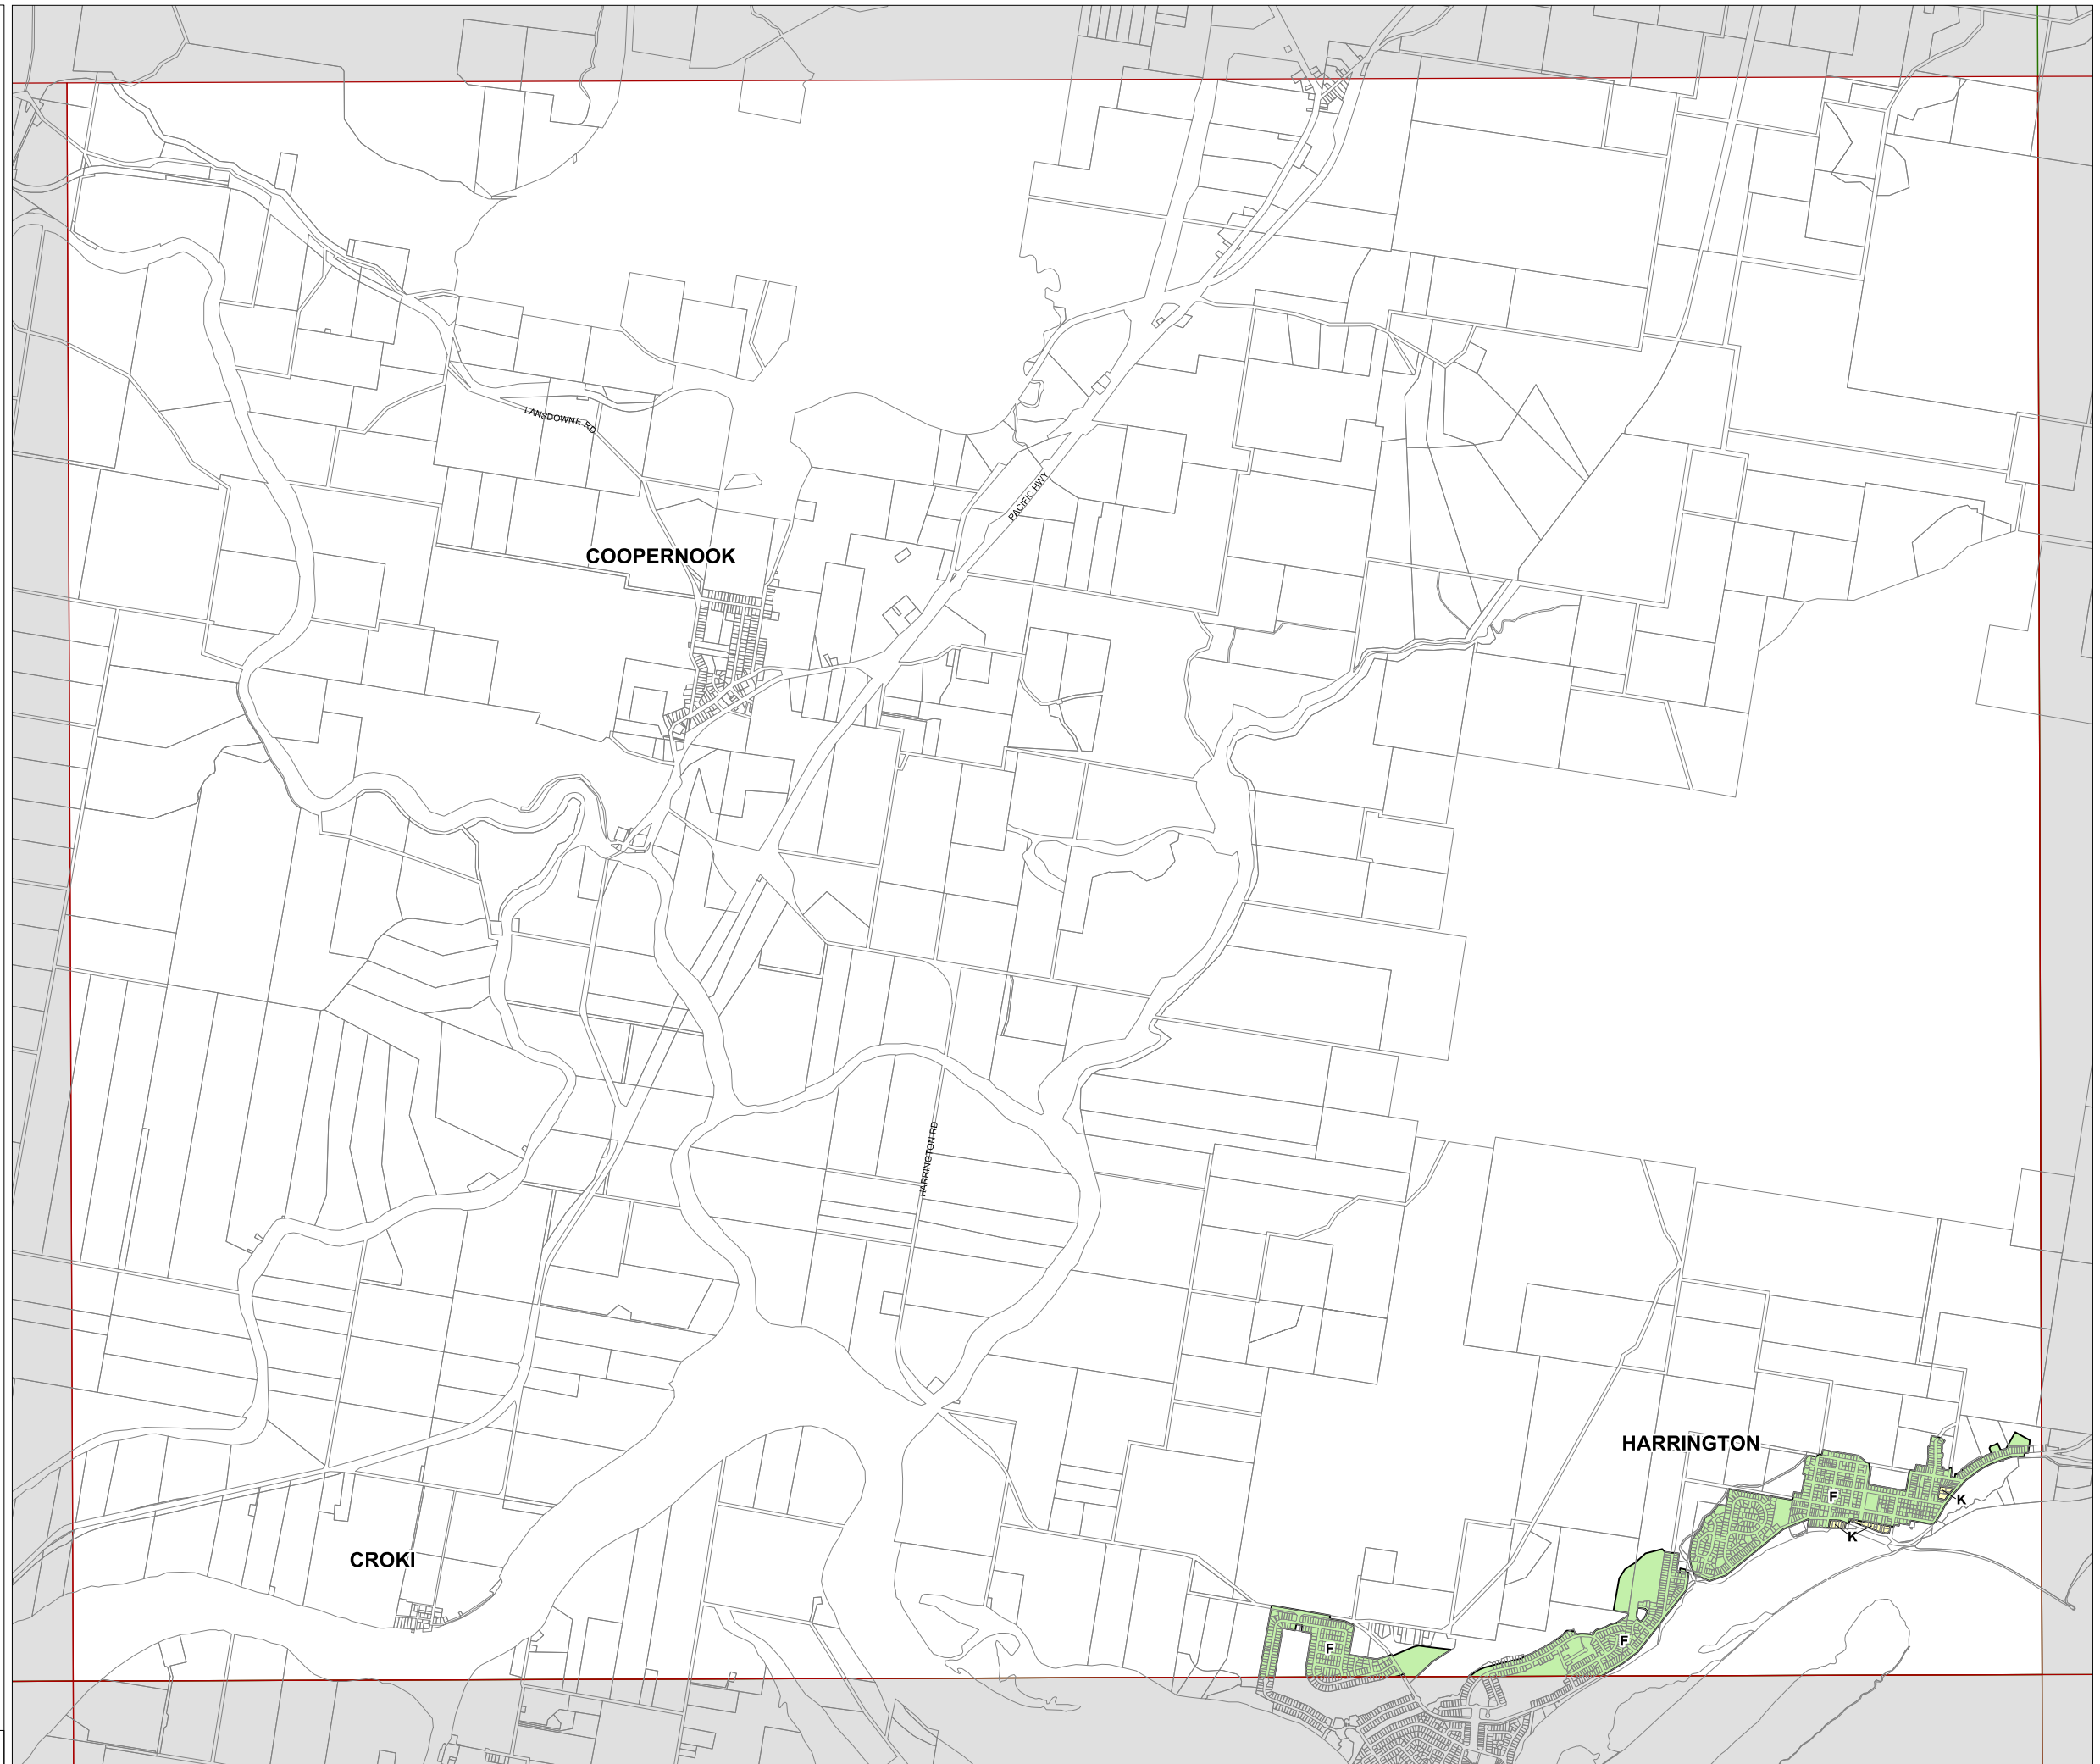 LANSDOWNE RD
PACIFIC HWY
COOPERNOOK
HARRINGTON RD
HARRINGTON
F
K
K
CROKI
F
F